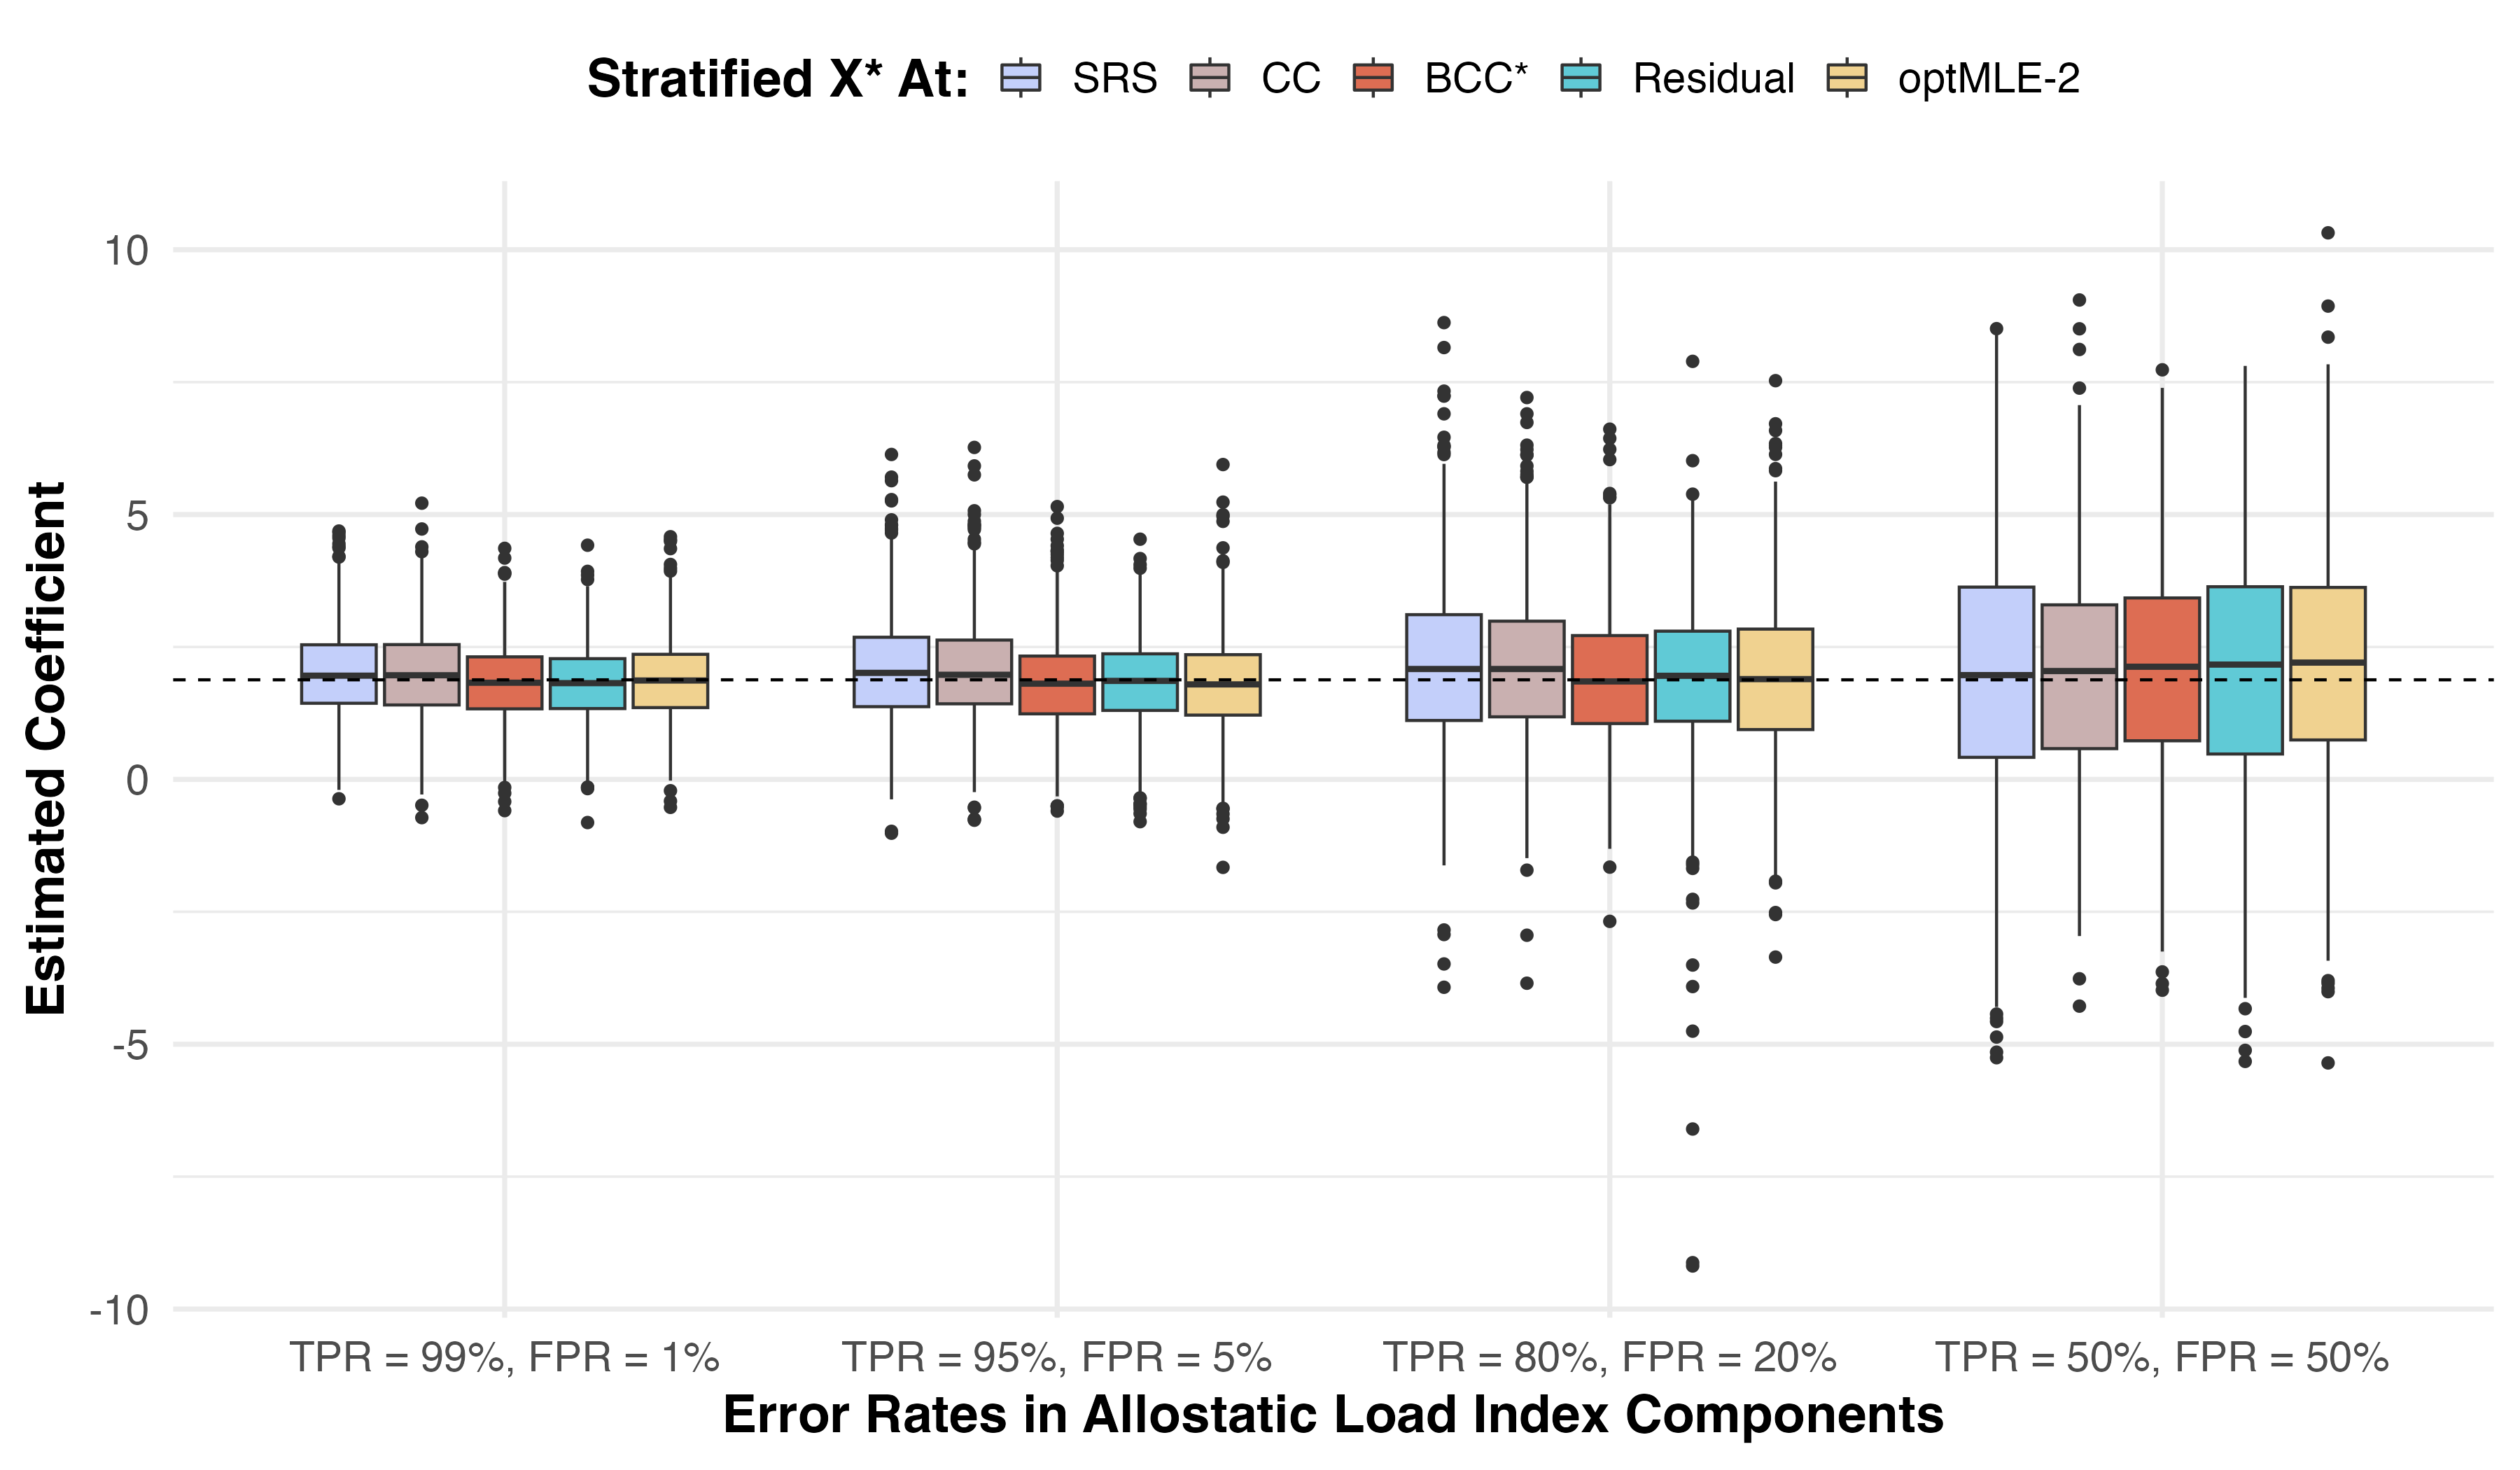 Stratified X* At: SRS CC BCC* Residual optMLE-2
10
5
0
-5
-10
Estimated Coefficient
TPR = 99%, FPR = 1% TPR = 95%, FPR = 5% TPR = 80%, FPR = 20% TPR = 50%, FPR = 50%
Error Rates in Allostatic Load Index Components